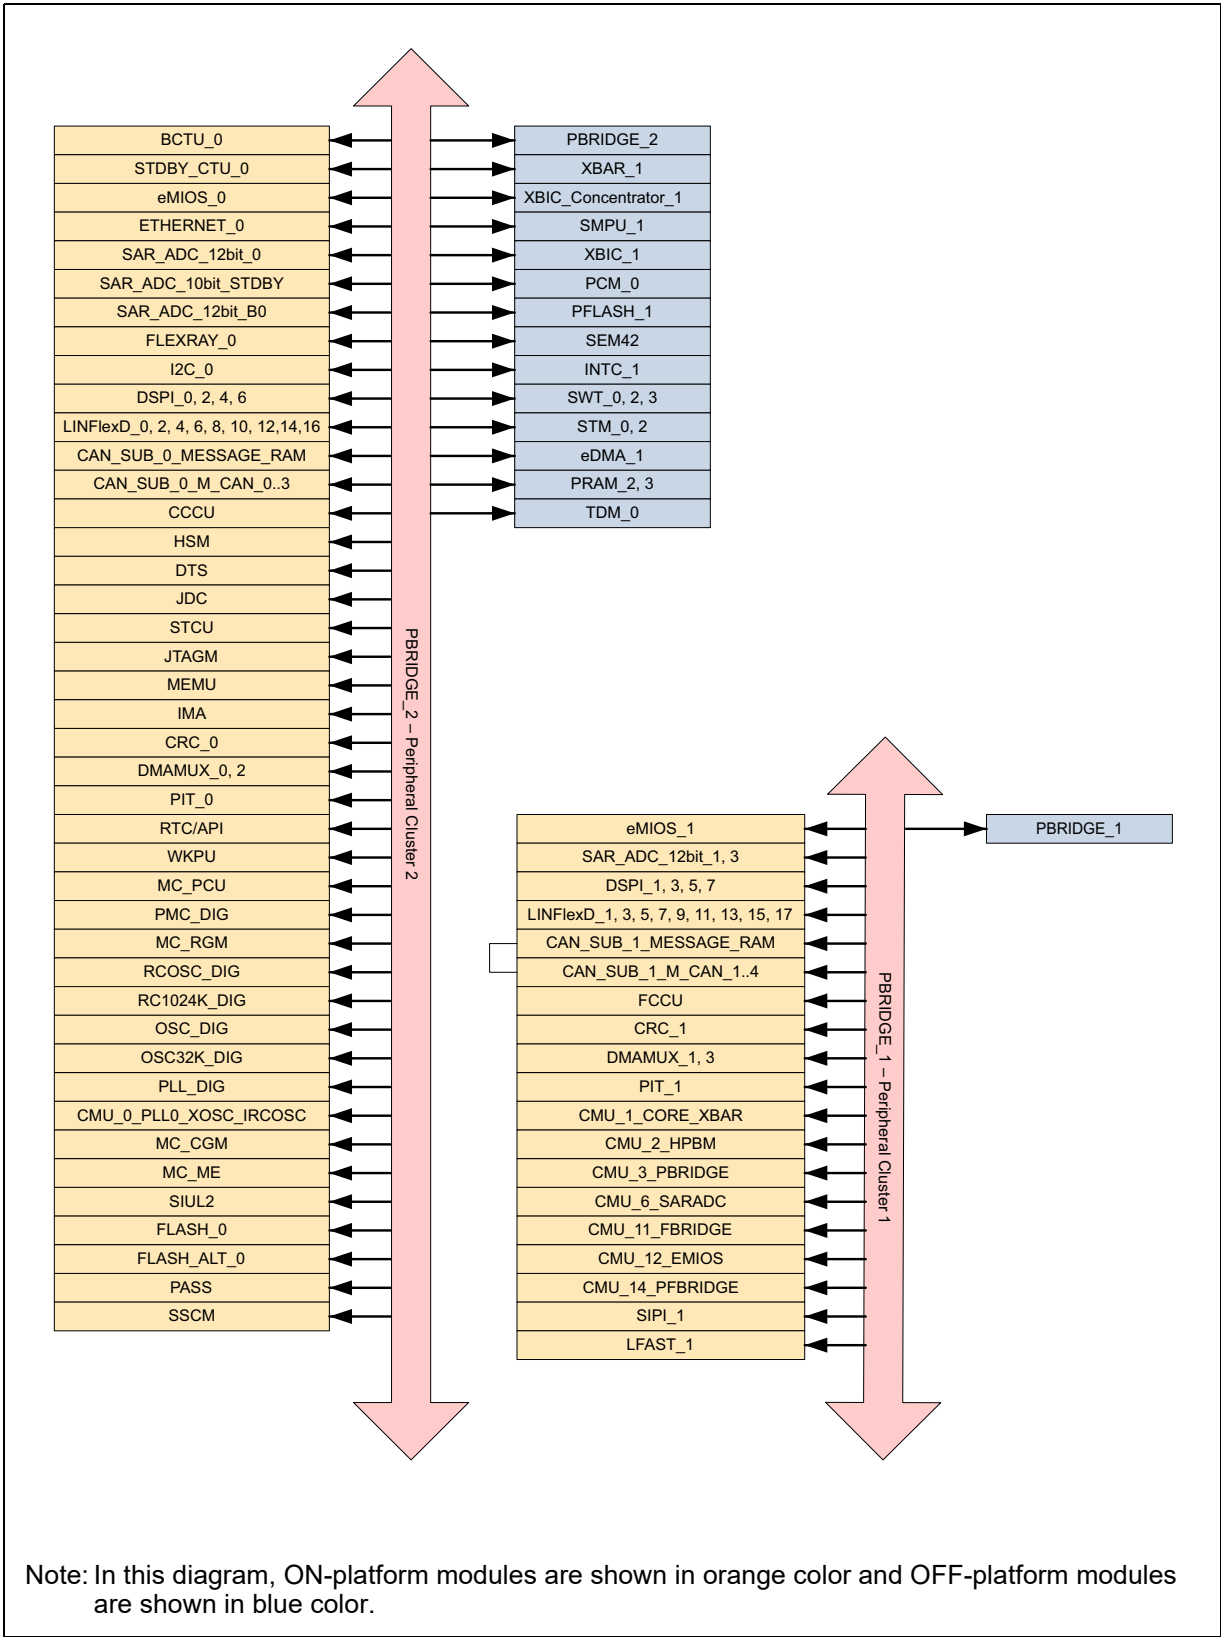 BCTU_0
STDBY_CTU_0
eMIOS_0
ETHERNET_0
SAR_ADC_12bit_0
SAR_ADC_10bit_STDBY
SAR_ADC_12bit_B0
FLEXRAY_0
I2C_0
DSPI_0, 2, 4, 6
LINFlexD_0, 2, 4, 6, 8, 10, 12,14,16
CAN_SUB_0_MESSAGE_RAM
CAN_SUB_0_M_CAN_0..3
CCCU
HSM
DTS
JDC
STCU
JTAGM
MEMU
IMA
CRC_0
DMAMUX_0, 2
PIT_0
RTC/API
WKPU
MC_PCU
PMC_DIG
MC_RGM
RCOSC_DIG
RC1024K_DIG
OSC_DIG
OSC32K_DIG
PLL_DIG
CMU_0_PLL0_XOSC_IRCOSC
MC_CGM
MC_ME
SIUL2
FLASH_0
FLASH_ALT_0
PASS
SSCM
PBRIDGE_2 – Peripheral Cluster 2
PBRIDGE_2
XBAR_1
XBIC_Concentrator_1
SMPU_1
XBIC_1
PCM_0
PFLASH_1
SEM42
INTC_1
SWT_0, 2, 3
STM_0, 2
eDMA_1
PRAM_2, 3
TDM_0
eMIOS_1
SAR_ADC_12bit_1, 3
DSPI_1, 3, 5, 7
LINFlexD_1, 3, 5, 7, 9, 11, 13, 15, 17
CAN_SUB_1_MESSAGE_RAM
CAN_SUB_1_M_CAN_1..4
FCCU
CRC_1
DMAMUX_1, 3
PIT_1
CMU_1_CORE_XBAR
CMU_2_HPBM
CMU_3_PBRIDGE
CMU_6_SARADC
CMU_11_FBRIDGE
CMU_12_EMIOS
CMU_14_PFBRIDGE
SIPI_1
LFAST_1
PBRIDGE_1 – Peripheral Cluster 1
PBRIDGE_1
Note: In this diagram, ON-platform modules are shown in orange color and OFF-platform modules
are shown in blue color.